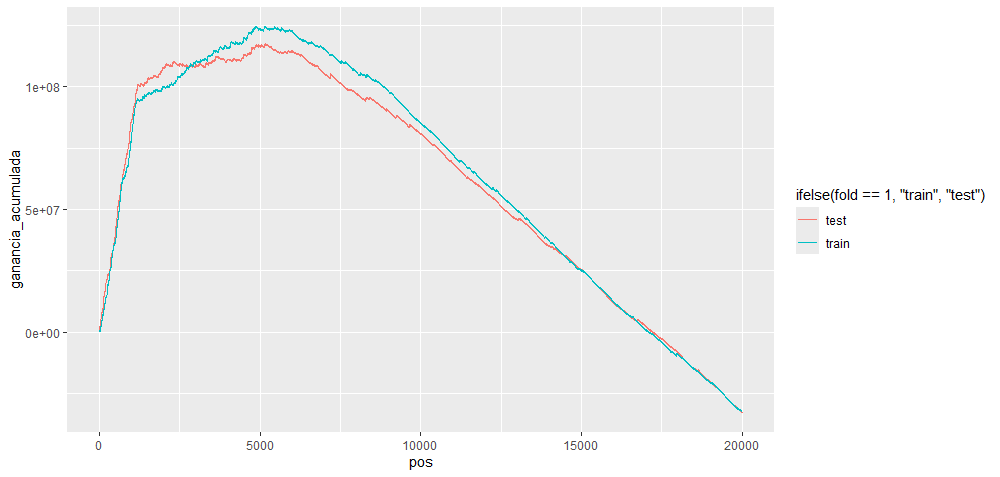 1e+08
5e+07
0e+00
ganancia_acumulada
0
5000
10000
15000
20000
pos
ifelse(fold == 1, "train", "test")
test
train